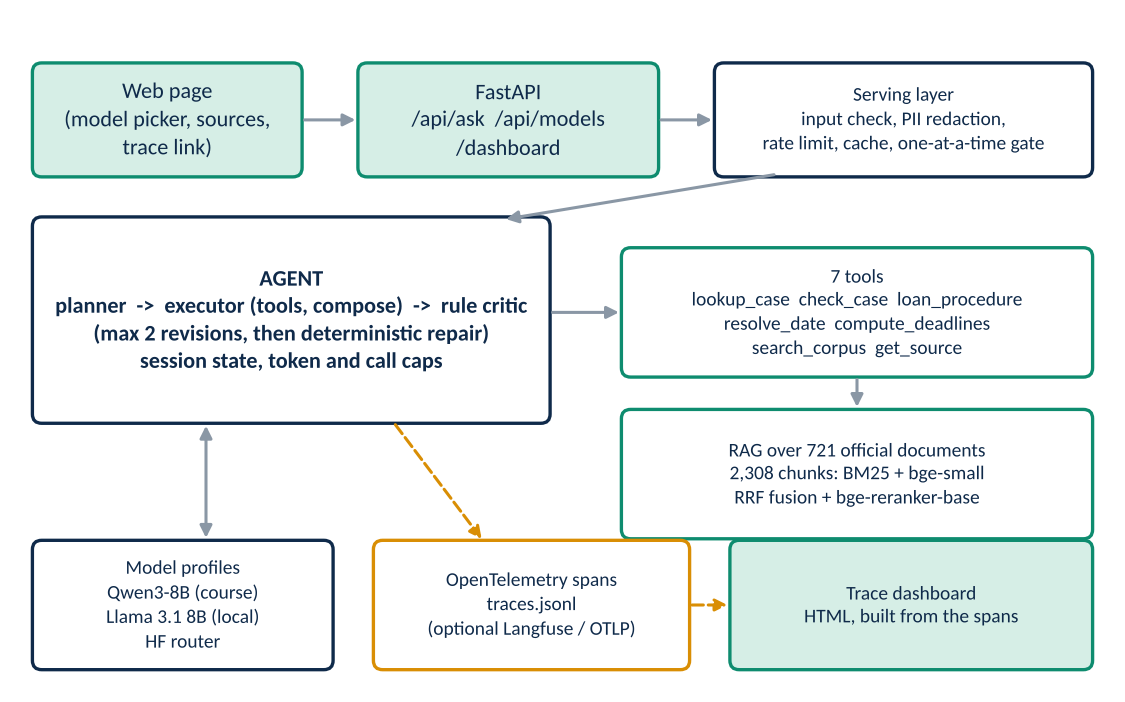 Web page
(model picker, sources,
trace link)
FastAPI
/api/ask /api/models
/dashboard
Serving layer
input check, PII redaction,
rate limit, cache, one-at-a-time gate
AGENT
planner -> executor (tools, compose) -> rule critic
(max 2 revisions, then deterministic repair)
session state, token and call caps
7 tools
lookup_case check_case loan_procedure
resolve_date compute_deadlines
search_corpus get_source
RAG over 721 official documents
2,308 chunks: BM25 + bge-small
RRF fusion + bge-reranker-base
Model profiles
Qwen3-8B (course)
Llama 3.1 8B (local)
HF router
OpenTelemetry spans
traces.jsonl
(optional Langfuse / OTLP)
Trace dashboard
HTML, built from the spans